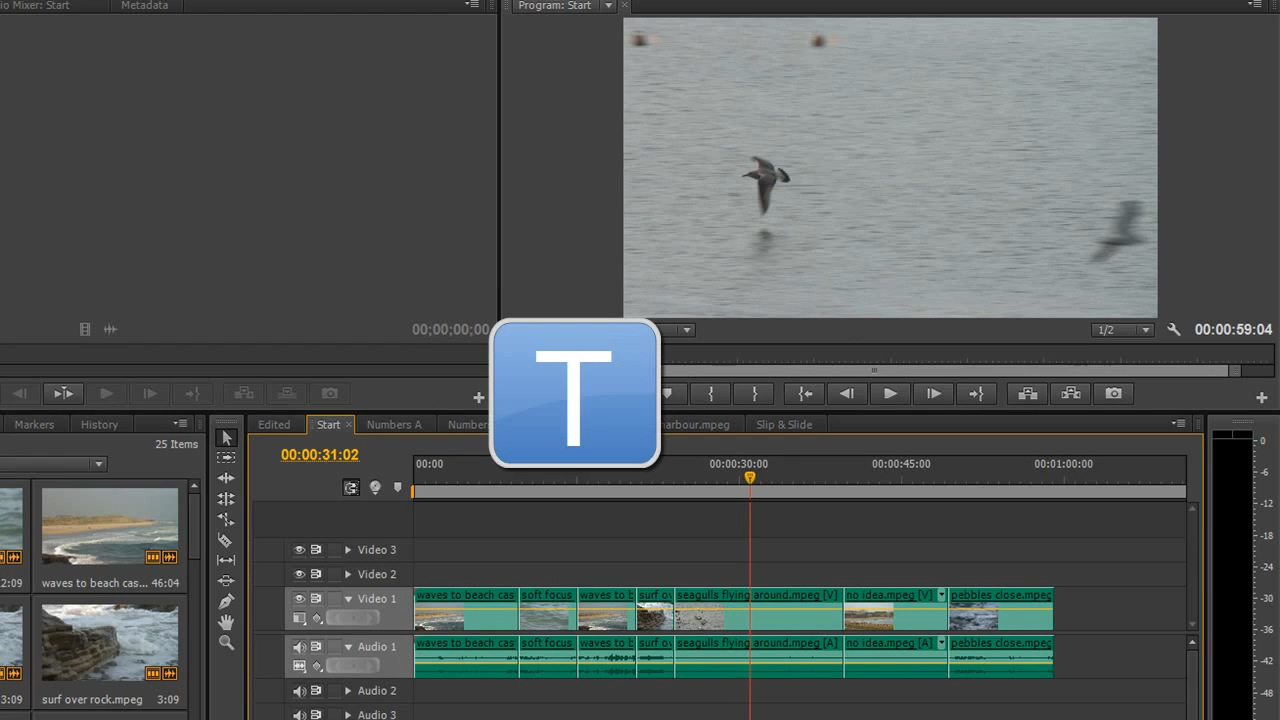 io Mixer: Start
Metadata
Program: Start
00;00;00;00
1/2
00:00:59:04
T
Markers
History
25 Items
2:09
waves to beach cas... 46:04
3:09
surf over rock.mpeg 3:09
Edited
Start
Numbers A
Number
arbour.mpeg
Slip & Slide
00:00:31:02
00:00
00:00:30:00
00:00:45:00
00:01:00:00
Video 3
Video 2
Video 1
waves to beach cas
soft focus
waves to b
surf ov
seagulls flying around.mpeg [V]
no idea.mpeg [V]
pebbles close.mpeg
Audio 1
waves to beach cas
soft focus
waves to b
surf ov
seagulls flying around.mpeg [A]
no idea.mpeg [A]
pebbles close.mpeg
Audio 2
Audio 3
0
-6
-12
-18
-24
-30
-36
-42
-48